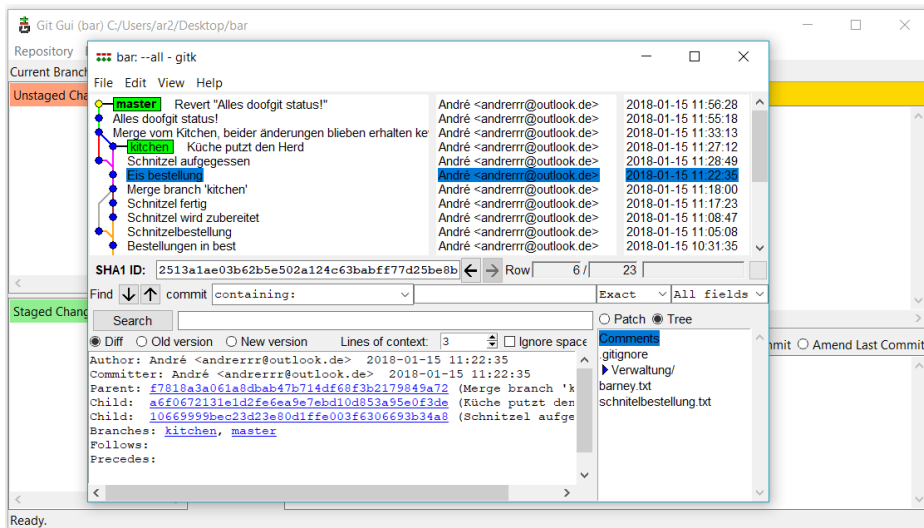 Git Gui (bar) C:/Users/ar2/Desktop/bar
Repository
Current Branch
Unstaged Cha
Staged Chang
mit Amend Last Commit
Ready.
bar: --all - gitk
File Edit View Help
master Revert "Alles doofgit status!" André <andrerrr@outlook.de> 2018-01-15 11:56:28
Alles doofgit status! André <andrerrr@outlook.de> 2018-01-15 11:55:18
Merge vom Kitchen, beider änderungen blieben erhalten ke André <andrerrr@outlook.de> 2018-01-15 11:33:13
kitchen Küche putzt den Herd André <andrerrr@outlook.de> 2018-01-15 11:27:12
Schnitzel aufgegessen André <andrerrr@outlook.de> 2018-01-15 11:28:49
Eis bestellung André <andrerrr@outlook.de> 2018-01-15 11:22:35
Merge branch 'kitchen' André <andrerrr@outlook.de> 2018-01-15 11:18:00
Schnitzel fertig André <andrerrr@outlook.de> 2018-01-15 11:17:23
Schnitzel wird zubereitet André <andrerrr@outlook.de> 2018-01-15 11:08:47
Schnitzelbestellung André <andrerrr@outlook.de> 2018-01-15 11:05:08
Bestellungen in best André <andrerrr@outlook.de> 2018-01-15 10:31:35
SHA1 ID: 2513a1ae03b62b5e502a124c63babff77d25be8b Row 6 / 23
Find commit containing: Exact All fields
Search
Patch Tree
Diff Old version New version Lines of context: 3 Ignore space
Author: André <andrerrr@outlook.de> 2018-01-15 11:22:35
Committer: André <andrerrr@outlook.de> 2018-01-15 11:22:35
Parent: f7818a3a061a8dbab47b714df68f3b2179849a72 (Merge branch 'k
Child: a6f0672131e1d2fe6ea9e7ebd10d853a95e0f3de (Küche putzt den
Child: 10669999bec23d23e80d1ffe003f6306693b34a8 (Schnitzel aufge
Branches: kitchen, master
Follows:
Precedes:
Comments
.gitignore
Verwaltung/
barney.txt
schnitelbestellung.txt